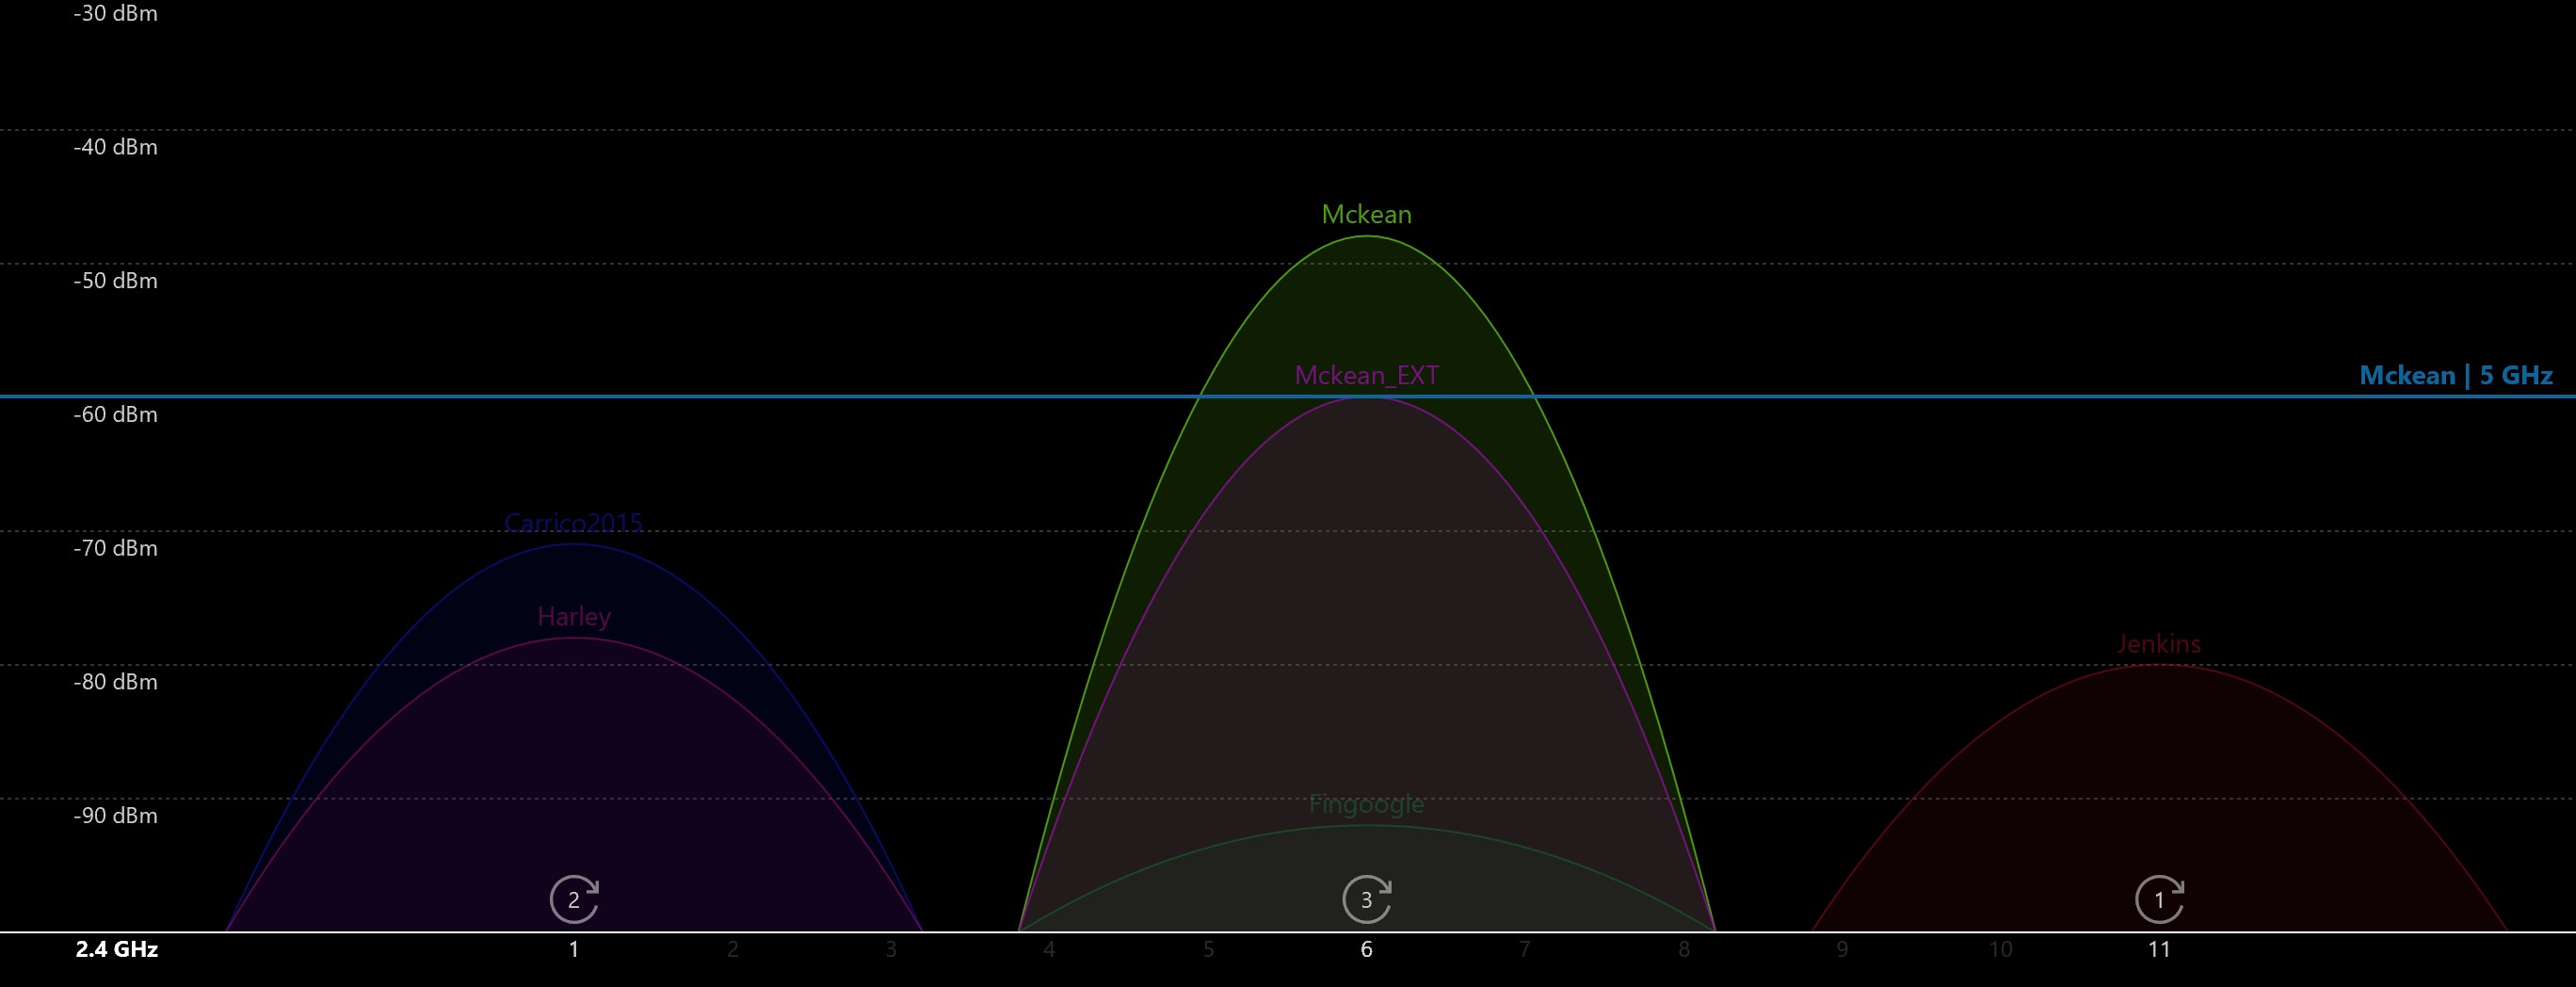 -30 dBm
-40 dBm
Mckean
-50 dBm
Mckean_EXT
Mckean | 5 GHz
-60 dBm
Carrico2015
-70 dBm
Harley
Jenkins
-80 dBm
Fingoogle
-90 dBm
2 3 1
2.4 GHz 1 2 3 4 5 6 7 8 9 10 11